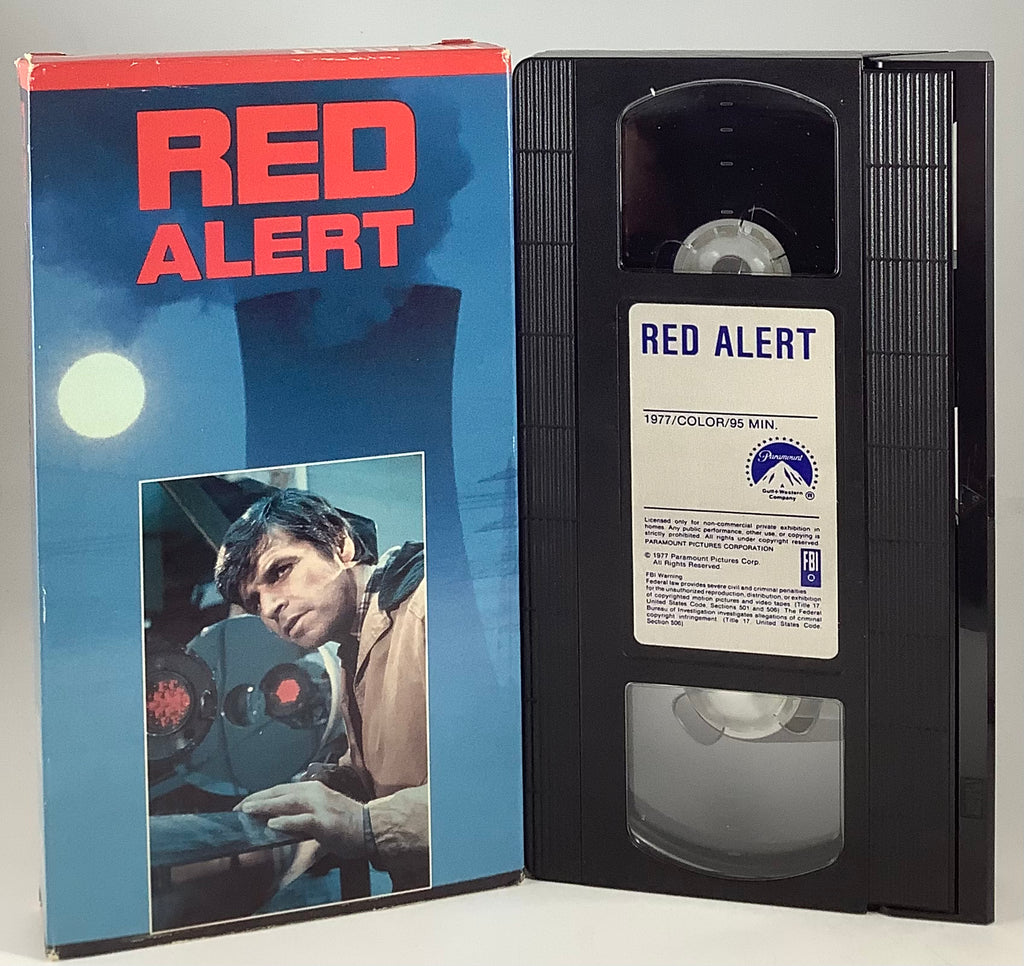 RED
ALERT
RED ALERT
1977/COLOR/95 MIN.
Paramount
A
Gulf+Western
Company
®
Licensed only for non-commercial private exhibition in
homes. Any public performance, other use, or copying is
strictly prohibited. All rights under copyright reserved.
PARAMOUNT PICTURES CORPORATION
© 1977 Paramount Pictures Corp.
All Rights Reserved.
FBI
FBI Warning
Federal law provides severe civil and criminal penalties
for the unauthorized reproduction, distribution, or exhibition
of copyrighted motion pictures and video tapes. (Title 17,
United States Code, Sections 501 and 506) The Federal
Bureau of Investigation investigates allegations of criminal
copyright infringement. (Title 17, United States Code,
Section 506)